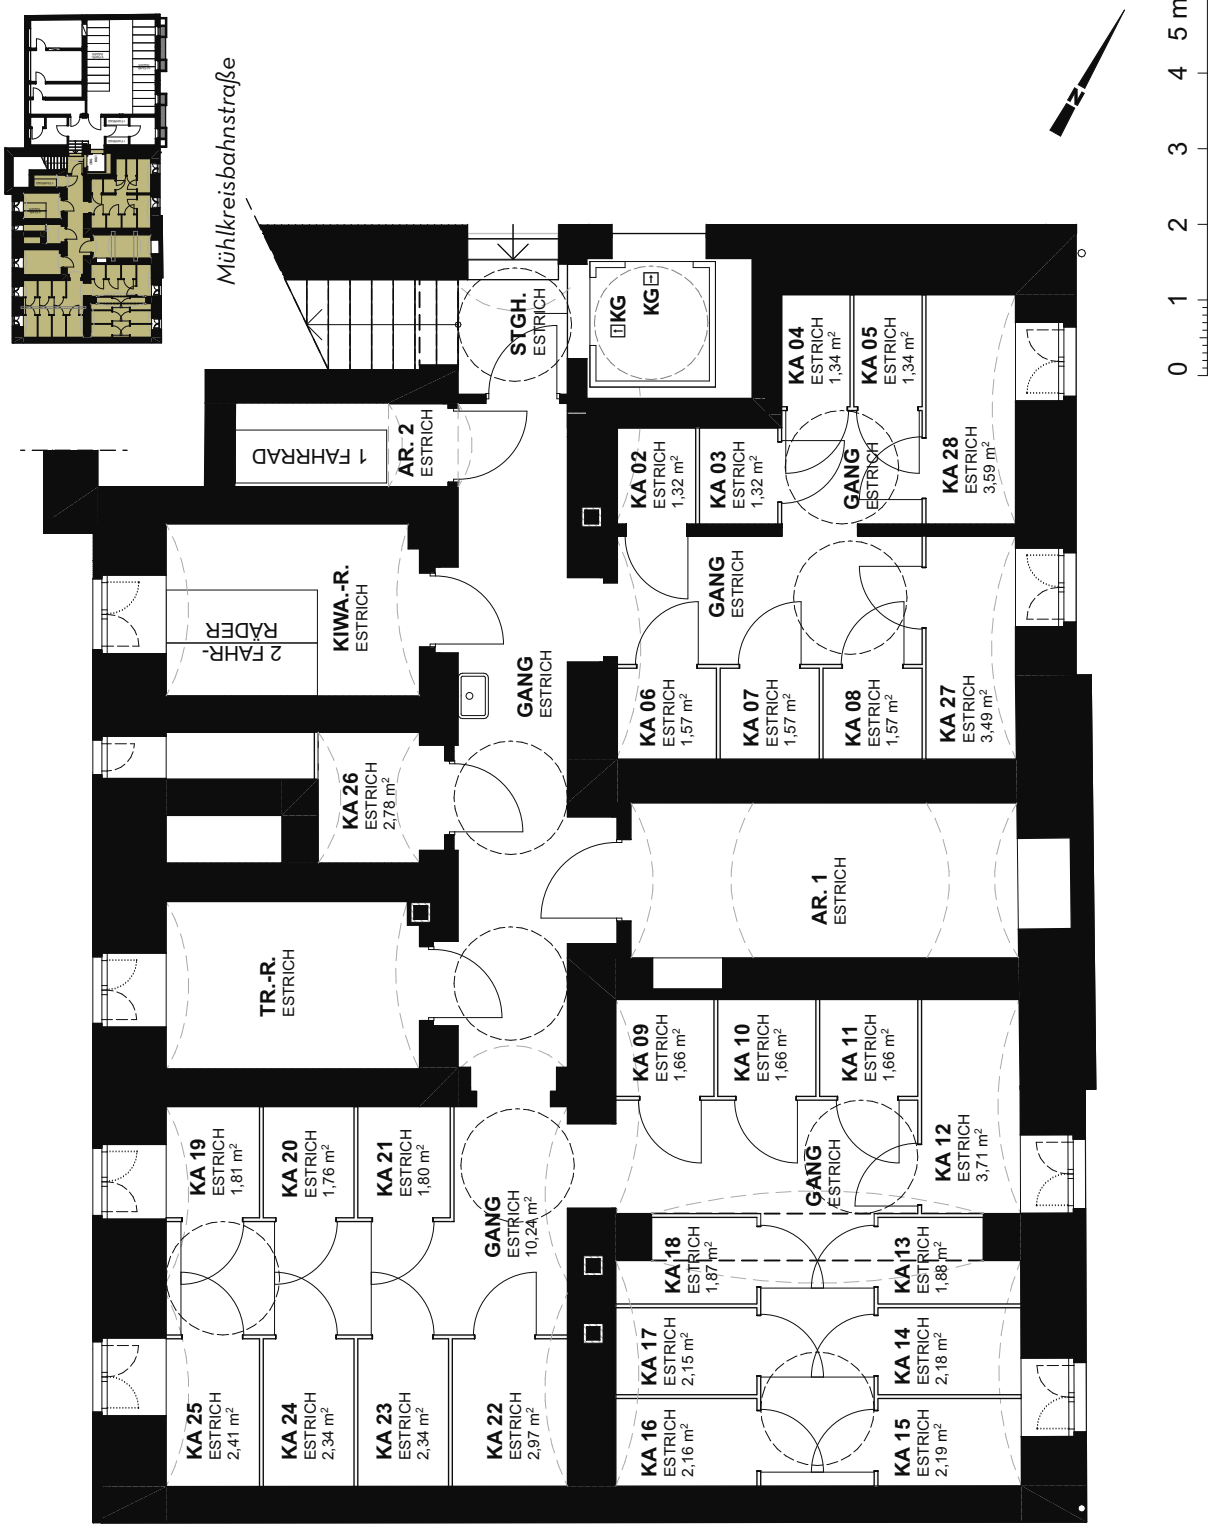 Mühlkreisbahnstraße
N
0 1 2 3 4 5 m
STGH.
ESTRICH
KG
KG
AR. 2
ESTRICH
1 FAHRRAD
KIWA.-R.
ESTRICH
2 FAHR-
RÄDER
GANG
ESTRICH
KA 02
ESTRICH
1,32 m²
KA 03
ESTRICH
1,32 m²
KA 04
ESTRICH
1,34 m²
KA 05
ESTRICH
1,34 m²
GANG
ESTRICH
KA 28
ESTRICH
3,59 m²
GANG
ESTRICH
KA 06
ESTRICH
1,57 m²
KA 07
ESTRICH
1,57 m²
KA 08
ESTRICH
1,57 m²
KA 27
ESTRICH
3,49 m²
KA 26
ESTRICH
2,78 m²
TR.-R.
ESTRICH
AR. 1
ESTRICH
KA 09
ESTRICH
1,66 m²
KA 10
ESTRICH
1,66 m²
KA 11
ESTRICH
1,66 m²
KA 12
ESTRICH
3,71 m²
GANG
ESTRICH
KA 19
ESTRICH
1,81 m²
KA 20
ESTRICH
1,76 m²
KA 21
ESTRICH
1,80 m²
GANG
ESTRICH
10,24 m²
KA 18
ESTRICH
1,87 m²
KA 13
ESTRICH
1,88 m²
KA 17
ESTRICH
2,15 m²
KA 14
ESTRICH
2,18 m²
KA 16
ESTRICH
2,16 m²
KA 15
ESTRICH
2,19 m²
KA 25
ESTRICH
2,41 m²
KA 24
ESTRICH
2,34 m²
KA 23
ESTRICH
2,34 m²
KA 22
ESTRICH
2,97 m²